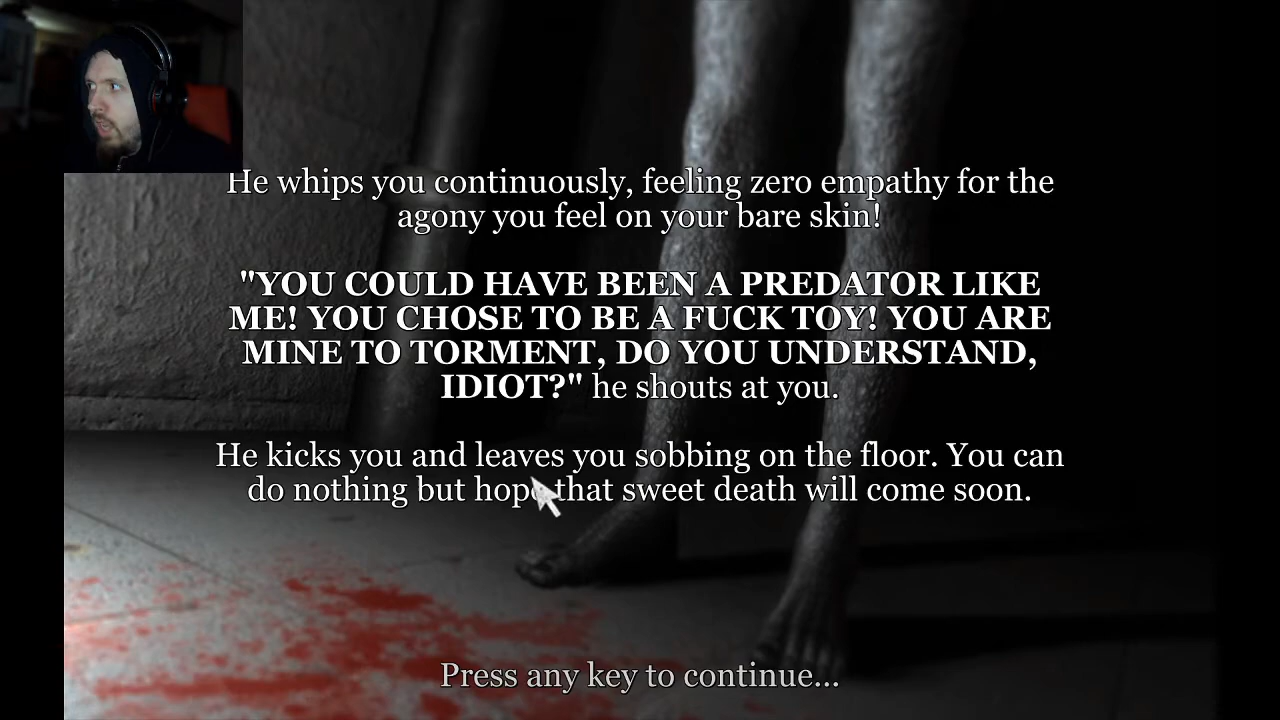 He whips you continuously, feeling zero empathy for the
agony you feel on your bare skin!
"YOU COULD HAVE BEEN A PREDATOR LIKE
ME! YOU CHOSE TO BE A FUCK TOY! YOU ARE
MINE TO TORMENT, DO YOU UNDERSTAND,
IDIOT?" he shouts at you.
He kicks you and leaves you sobbing on the floor. You can
do nothing but hope that sweet death will come soon.
Press any key to continue...